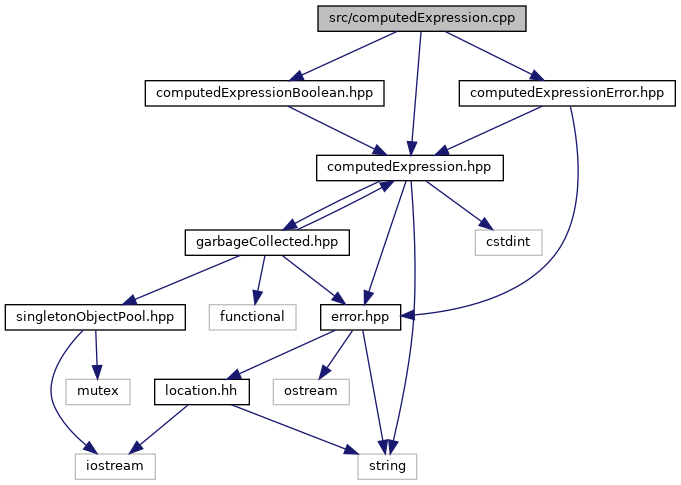 src/computedExpression.cpp
computedExpressionBoolean.hpp
computedExpressionError.hpp
computedExpression.hpp
garbageCollected.hpp
cstdint
singletonObjectPool.hpp
functional
error.hpp
mutex
location.hh
ostream
iostream
string